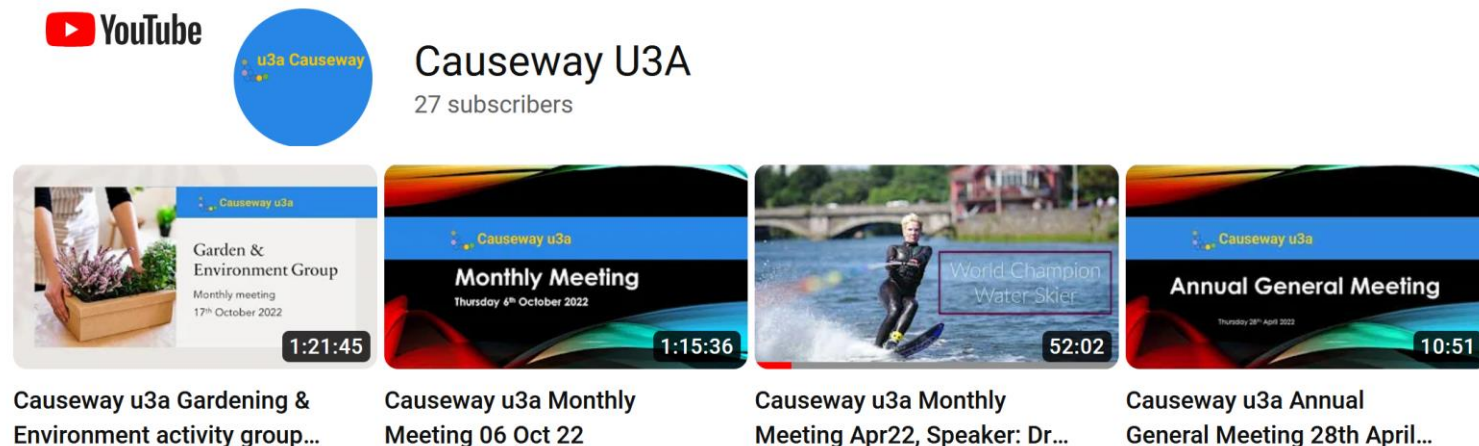 YouTube
u3a Causeway
Causeway U3A
27 subscribers
Causeway u3a
Garden &
Environment Group
Monthly meeting
17th October 2022
1:21:45
Causeway u3a Gardening &
Environment activity group...
Causeway u3a
Monthly Meeting
Thursday 6th October 2022
1:15:36
Causeway u3a Monthly
Meeting 06 Oct 22
World Champion
Water Skier
52:02
Causeway u3a Monthly
Meeting Apr22, Speaker: Dr...
Causeway u3a
Annual General Meeting
Thursday 28th April 2022
10:51
Causeway u3a Annual
General Meeting 28th April...